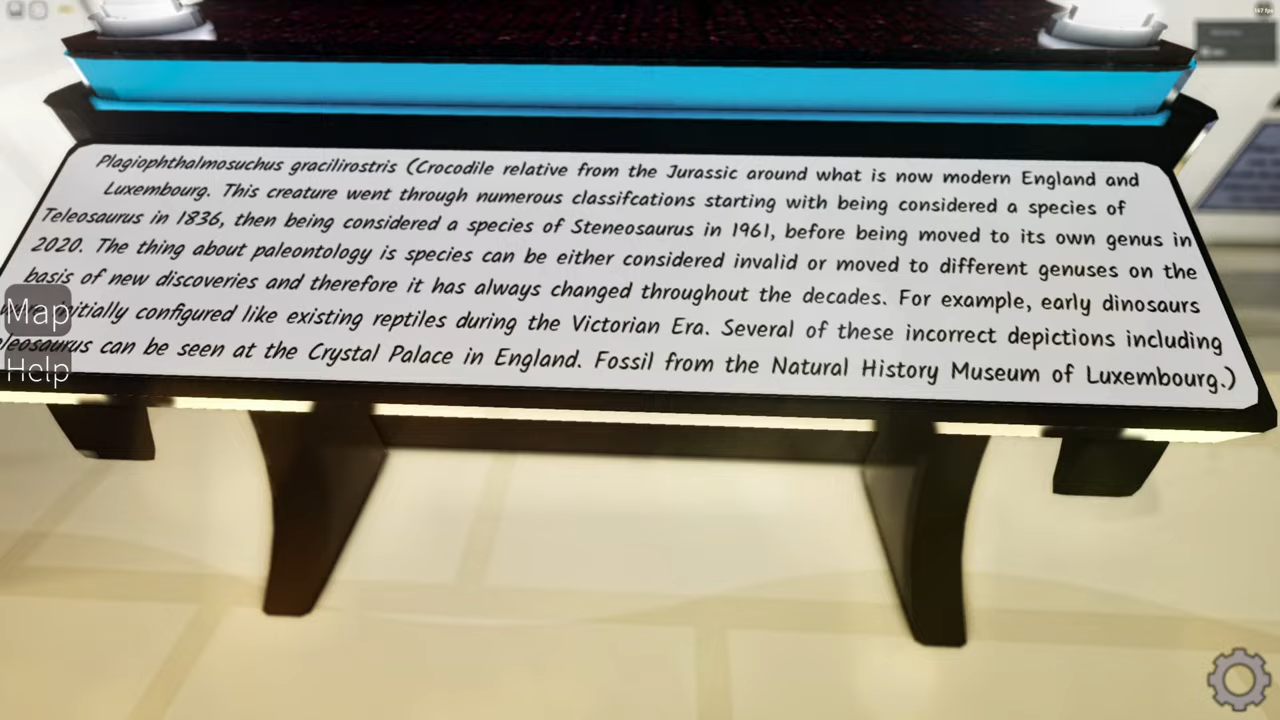 167 fps
Plagiophthalmosuchus gracilirostris (Crocodile relative from the Jurassic around what is now modern England and
Luxembourg. This creature went through numerous classifcations starting with being considered a species of
Teleosaurus in 1836, then being considered a species of Steneosaurus in 1961, before being moved to its own genus in
2020. The thing about paleontology is species can be either considered invalid or moved to different genuses on the
basis of new discoveries and therefore it has always changed throughout the decades. For example, early dinosaurs
initially configured like existing reptiles during the Victorian Era. Several of these incorrect depictions including
can be seen at the Crystal Palace in England. Fossil from the Natural History Museum of Luxembourg.)
Map
Help